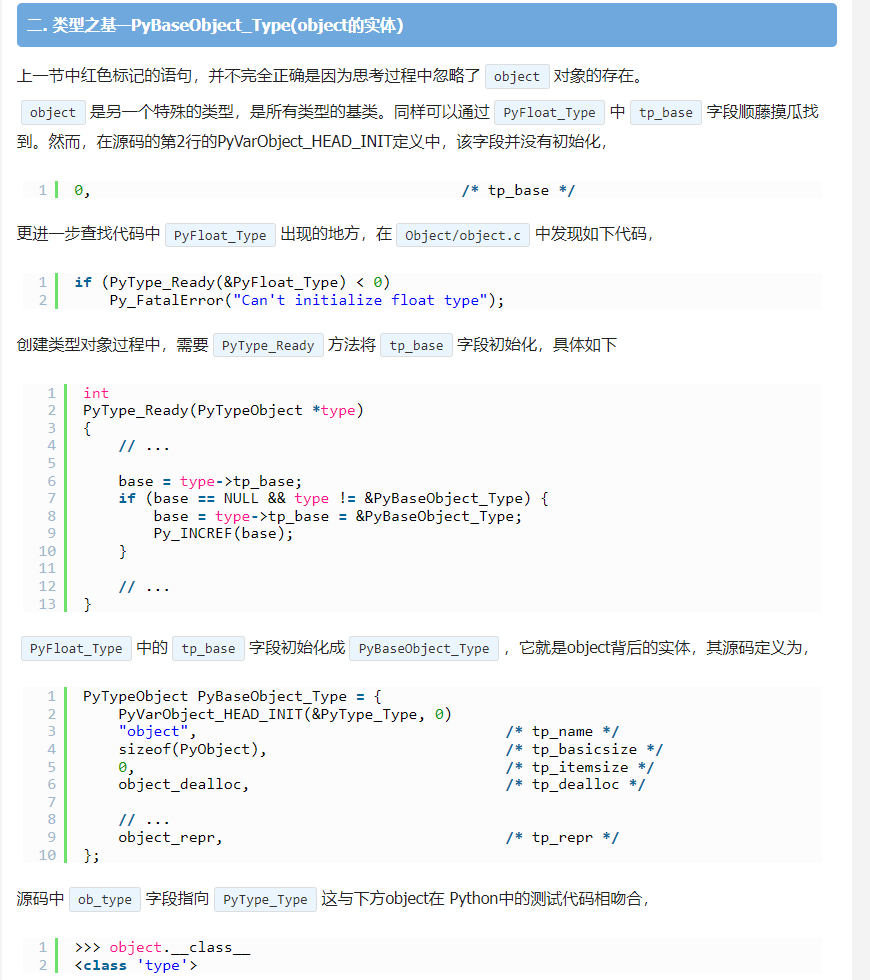 二. 类型之基—PyBaseObject_Type(object的实体)
上一节中红色标记的语句，并不完全正确是因为思考过程中忽略了 object 对象的存在。
object 是另一个特殊的类型，是所有类型的基类。同样可以通过 PyFloat_Type 中 tp_base 字段顺藤摸瓜找
到。然而，在源码的第2行的PyVarObject_HEAD_INIT定义中，该字段并没有初始化，
1 0, /* tp_base */
更进一步查找代码中 PyFloat_Type 出现的地方，在 Object/object.c 中发现如下代码，
1 if (PyType_Ready(&PyFloat_Type) < 0)
2 Py_FatalError("Can't initialize float type");
创建类型对象过程中，需要 PyType_Ready 方法将 tp_base 字段初始化，具体如下
1 int
2 PyType_Ready(PyTypeObject *type)
3 {
4 // ...
5
6 base = type->tp_base;
7 if (base == NULL && type != &PyBaseObject_Type) {
8 base = type->tp_base = &PyBaseObject_Type;
9 Py_INCREF(base);
10 }
11
12 // ...
13 }
PyFloat_Type 中的 tp_base 字段初始化成 PyBaseObject_Type ，它就是object背后的实体，其源码定义为，
1 PyTypeObject PyBaseObject_Type = {
2 PyVarObject_HEAD_INIT(&PyType_Type, 0)
3 "object", /* tp_name */
4 sizeof(PyObject), /* tp_basicsize */
5 0, /* tp_itemsize */
6 object_dealloc, /* tp_dealloc */
7
8 // ...
9 object_repr, /* tp_repr */
10 };
源码中 ob_type 字段指向 PyType_Type 这与下方object在 Python中的测试代码相吻合，
1 >>> object.__class__
2 <class 'type'>